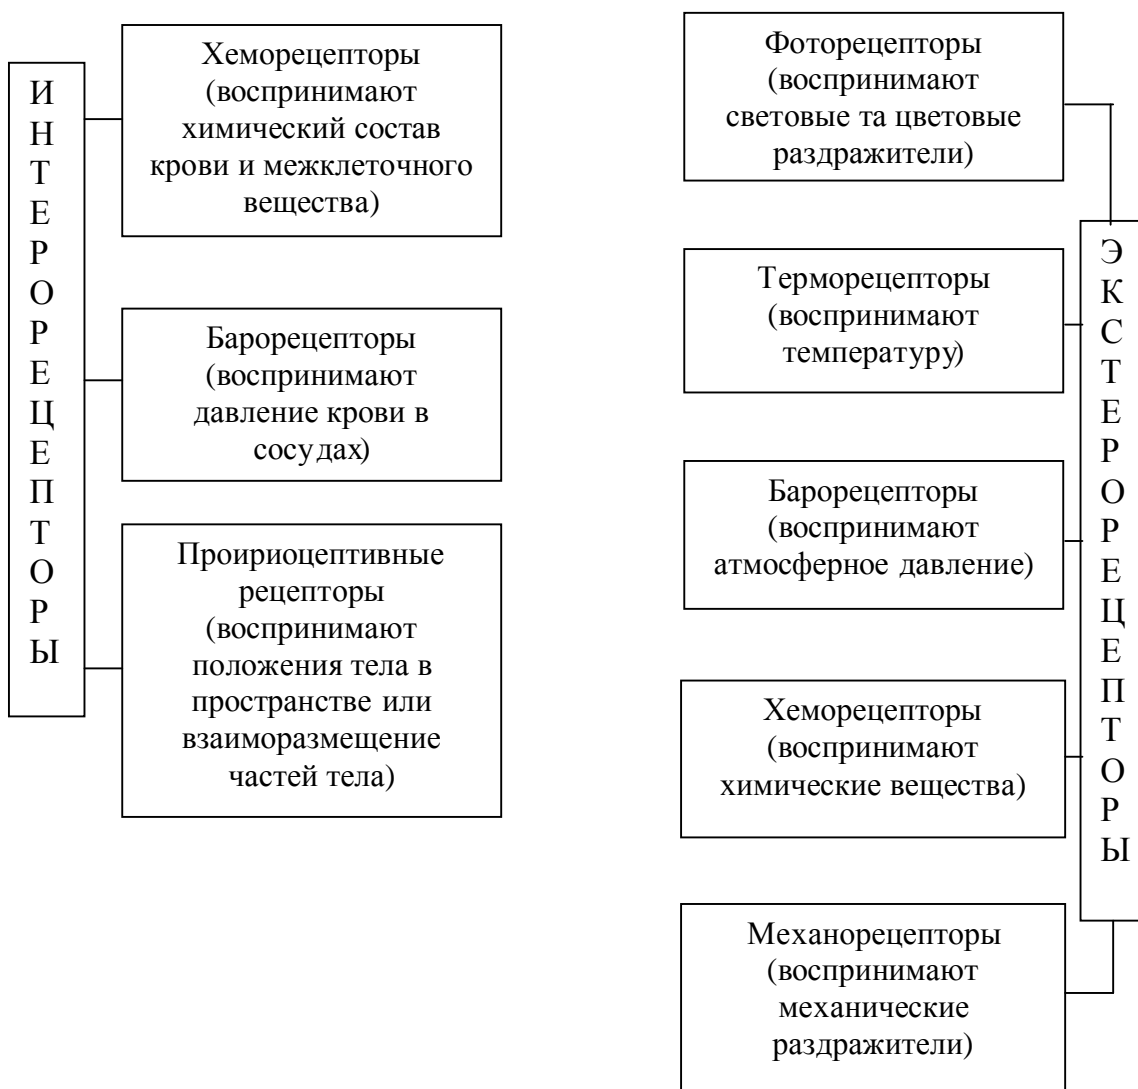 ИНТЕРОРЕЦЕПТОРЫ
Хеморецепторы
(воспринимают
химический состав
крови и межклеточного
вещества)
Барорецепторы
(воспринимают
давление крови в
сосудах)
Проириоцептивные
рецепторы
(воспринимают
положения тела в
пространстве или
взаиморазмещение
частей тела)
Фоторецепторы
(воспринимают
световые та цветовые
раздражители)
Терморецепторы
(воспринимают
температуру)
Барорецепторы
(воспринимают
атмосферное давление)
Хеморецепторы
(воспринимают
химические вещества)
Механорецепторы
(воспринимают
механические
раздражители)
ЭКСТЕРОРЕЦЕПТОРЫ